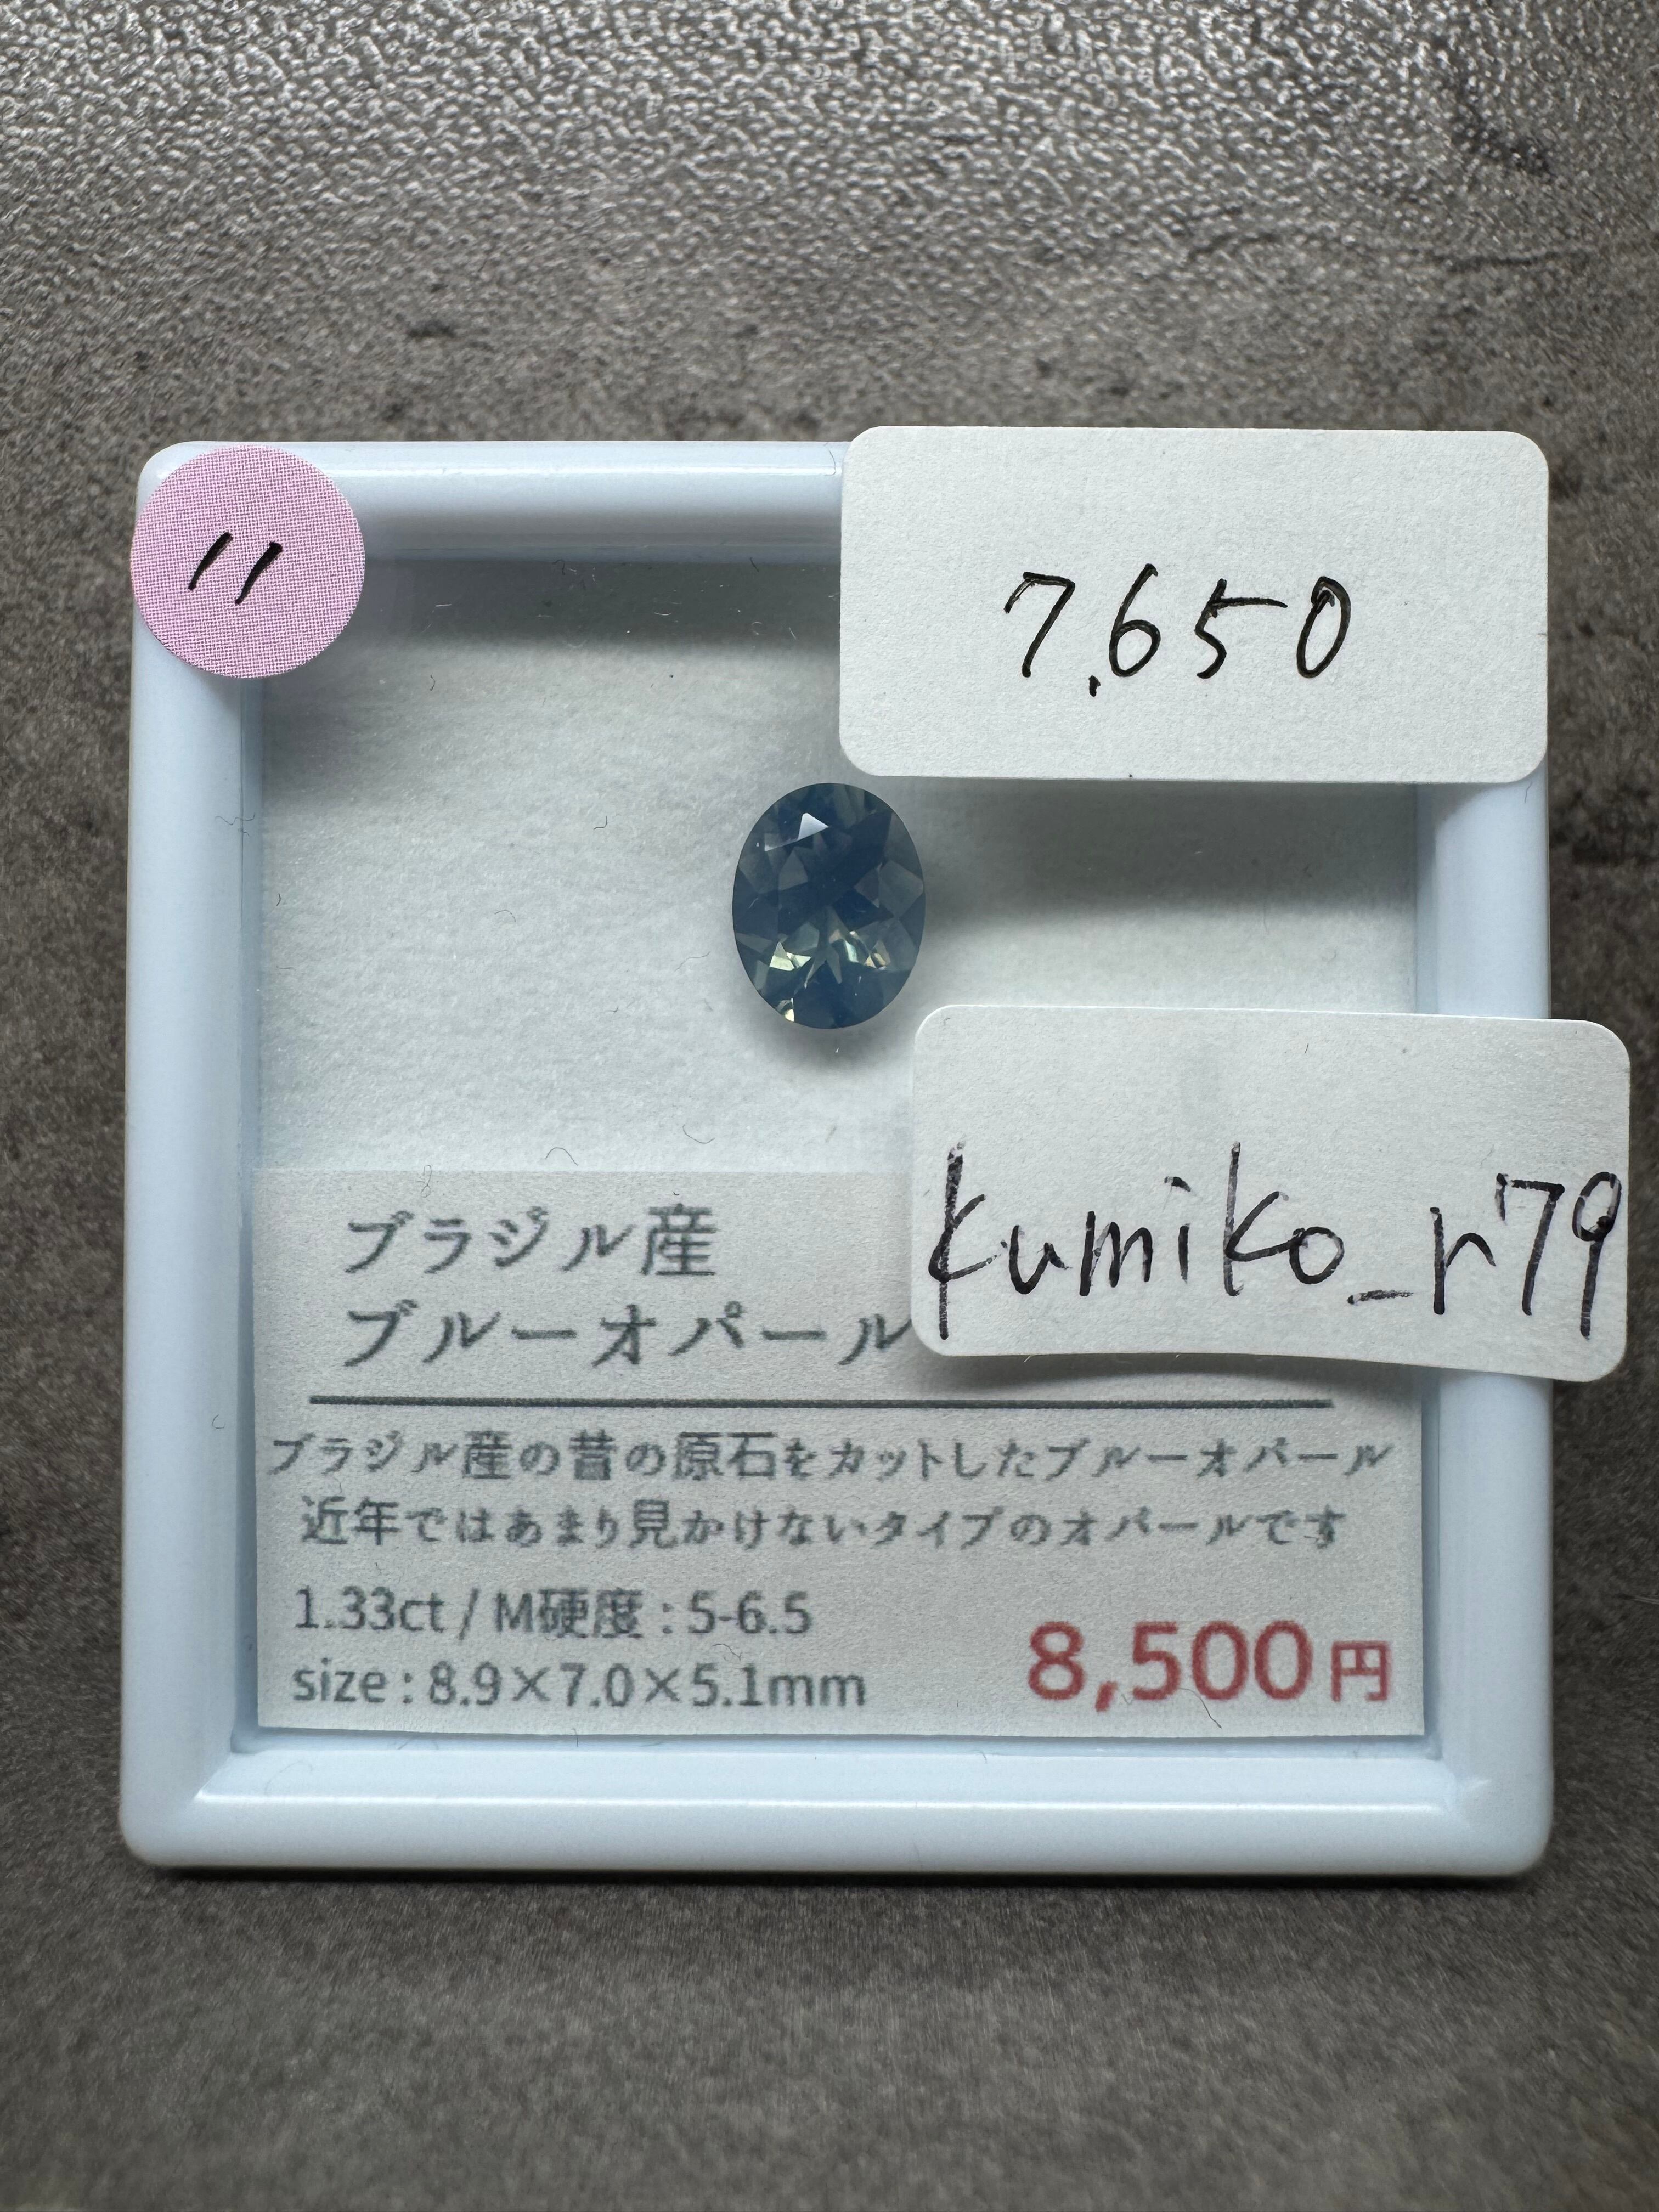 11
7,650
kumiko_r79
ブラジル産
ブルーオパール
ブラジル産の昔の原石をカットしたブルーオパール
近年ではあまり見かけないタイプのオパールです
1.33ct / M硬度 : 5-6.5
size : 8.9×7.0×5.1mm
8,500円